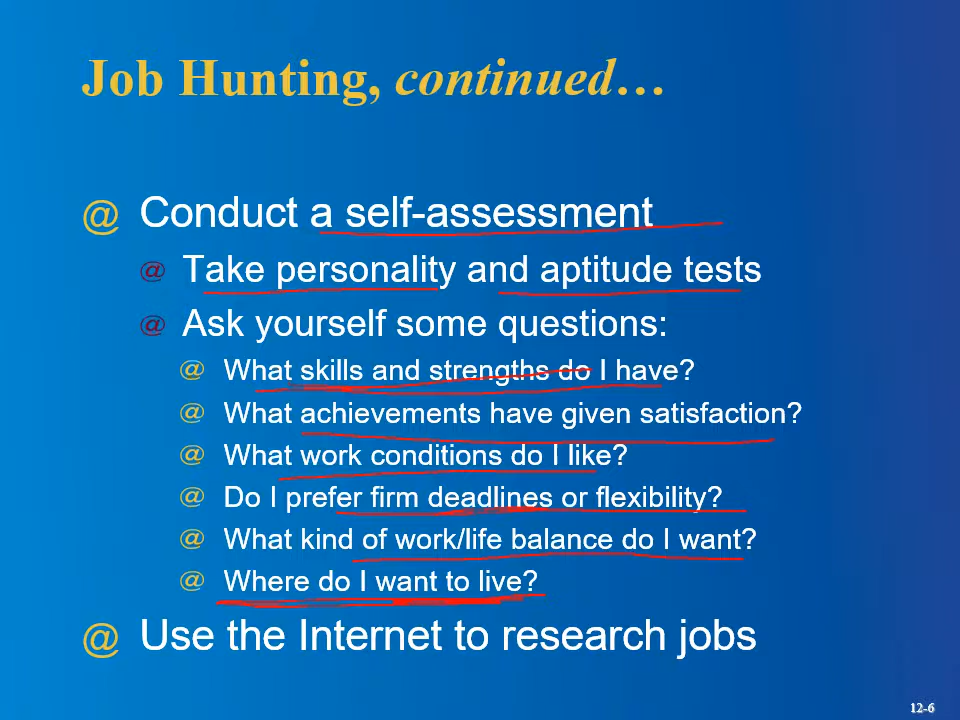 Job Hunting, continued…
@ Conduct a self-assessment
@ Take personality and aptitude tests
@ Ask yourself some questions:
@ What skills and strengths do I have?
@ What achievements have given satisfaction?
@ What work conditions do I like?
@ Do I prefer firm deadlines or flexibility?
@ What kind of work/life balance do I want?
@ Where do I want to live?
@ Use the Internet to research jobs
12-6